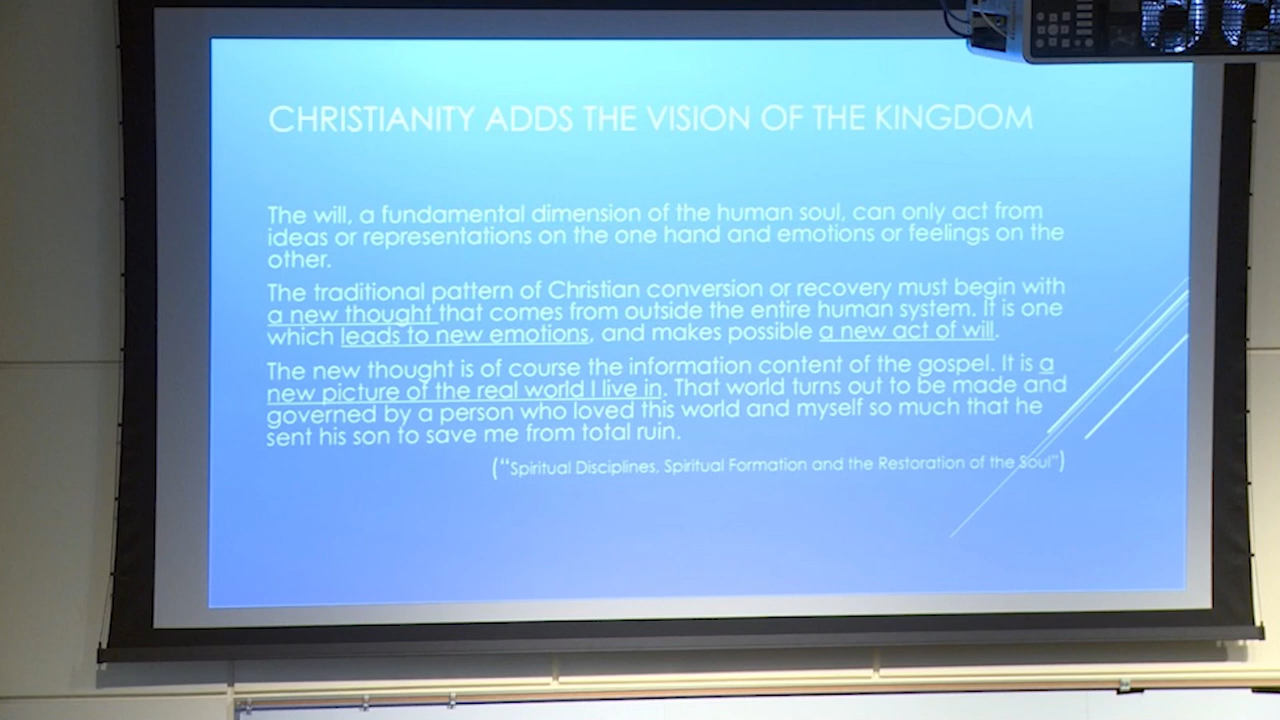 CHRISTIANITY ADDS THE VISION OF THE KINGDOM
The will, a fundamental dimension of the human soul, can only act from
ideas or representations on the one hand and emotions or feelings on the
other.
The traditional pattern of Christian conversion or recovery must begin with
a new thought that comes from outside the entire human system. It is one
which leads to new emotions, and makes possible a new act of will.
The new thought is of course the information content of the gospel. It is a
new picture of the real world I live in. That world turns out to be made and
governed by a person who loved this world and myself so much that he
sent his son to save me from total ruin.
(“Spiritual Disciplines, Spiritual Formation and the Restoration of the Soul”)